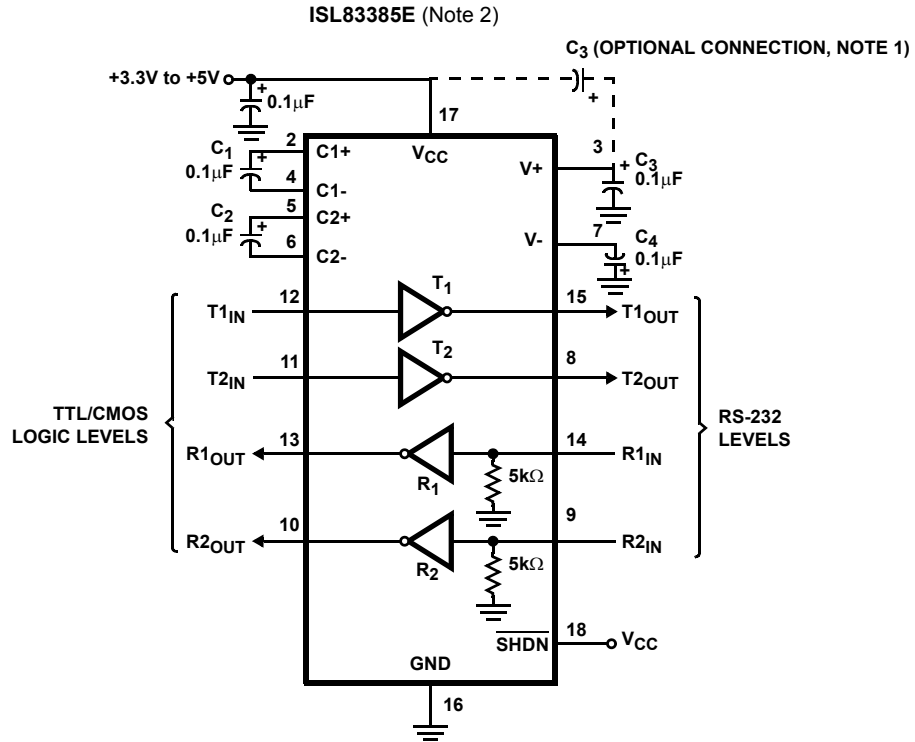 ISL83385E (Note 2)
C3 (OPTIONAL CONNECTION, NOTE 1)
+3.3V to +5V
+
0.1μF
+
17
2
C1+
VCC
3
C1
0.1μF
+
4
C1-
V+
+
C3
0.1μF
5
C2+
C2
0.1μF
+
6
C2-
7
V-
C4
0.1μF
+
T1IN
12
T1
15
T1OUT
T2IN
11
T2
8
T2OUT
TTL/CMOS
LOGIC LEVELS
RS-232
LEVELS
R1OUT
13
R1
5kΩ
14
R1IN
R2OUT
10
R2
5kΩ
9
R2IN
SHDN
18
VCC
GND
16